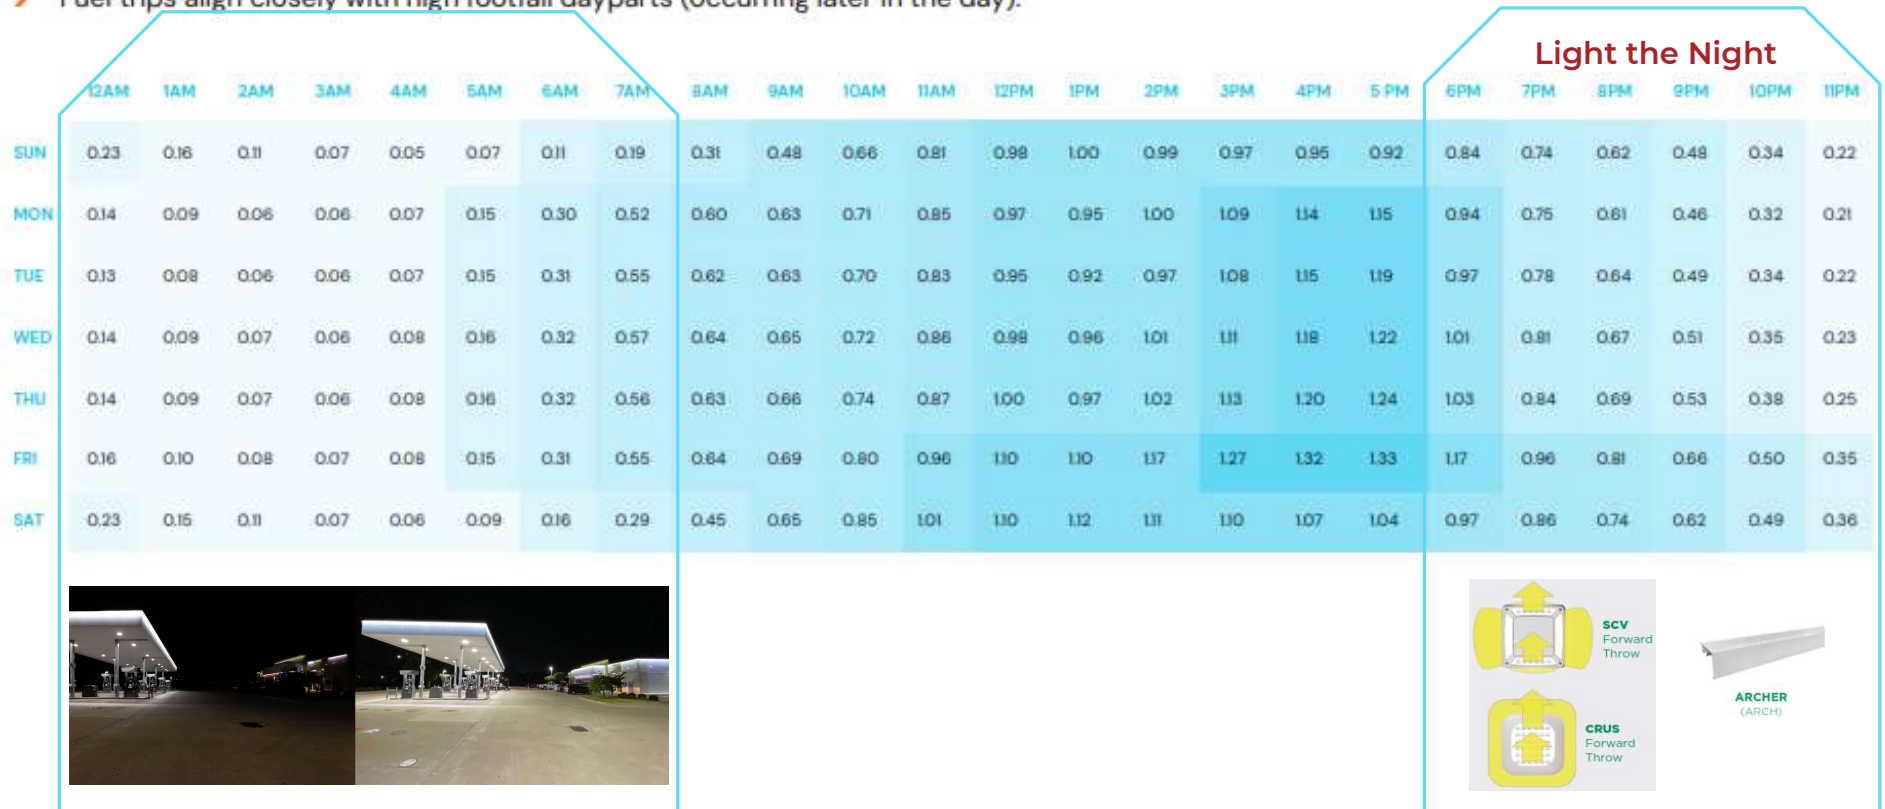 Fuel trips align closely with high footfall dayparts (occurring later in the day).
Light the Night
12AM 1AM 2AM 3AM 4AM 5AM 6AM 7AM 8AM 9AM 10AM 11AM 12PM 1PM 2PM 3PM 4PM 5 PM 6PM 7PM 8PM 9PM 10PM 11PM
SUN 0.23 0.16 0.11 0.07 0.05 0.07 0.11 0.19 0.31 0.48 0.66 0.81 0.98 1.00 0.99 0.97 0.95 0.92 0.84 0.74 0.62 0.48 0.34 0.22
MON 0.14 0.09 0.06 0.06 0.07 0.15 0.30 0.52 0.60 0.63 0.71 0.85 0.97 0.95 1.00 1.09 1.14 1.15 0.94 0.75 0.61 0.46 0.32 0.21
TUE 0.13 0.08 0.06 0.06 0.07 0.15 0.31 0.55 0.62 0.63 0.70 0.83 0.95 0.92 0.97 1.08 1.15 1.19 0.97 0.78 0.64 0.49 0.34 0.22
WED 0.14 0.09 0.07 0.06 0.08 0.16 0.32 0.57 0.64 0.65 0.72 0.86 0.98 0.96 1.01 1.11 1.18 1.22 1.01 0.81 0.67 0.51 0.35 0.23
THU 0.14 0.09 0.07 0.06 0.08 0.16 0.32 0.56 0.63 0.66 0.74 0.87 1.00 0.97 1.02 1.13 1.20 1.24 1.03 0.84 0.69 0.53 0.38 0.25
FRI 0.16 0.10 0.08 0.07 0.08 0.15 0.31 0.55 0.64 0.69 0.80 0.96 1.10 1.10 1.17 1.27 1.32 1.33 1.17 0.96 0.81 0.66 0.50 0.35
SAT 0.23 0.15 0.11 0.07 0.06 0.09 0.16 0.29 0.45 0.65 0.85 1.01 1.10 1.12 1.11 1.10 1.07 1.04 0.97 0.86 0.74 0.62 0.49 0.36
SCV
Forward
Throw
CRUS
Forward
Throw
ARCHER
(ARCH)